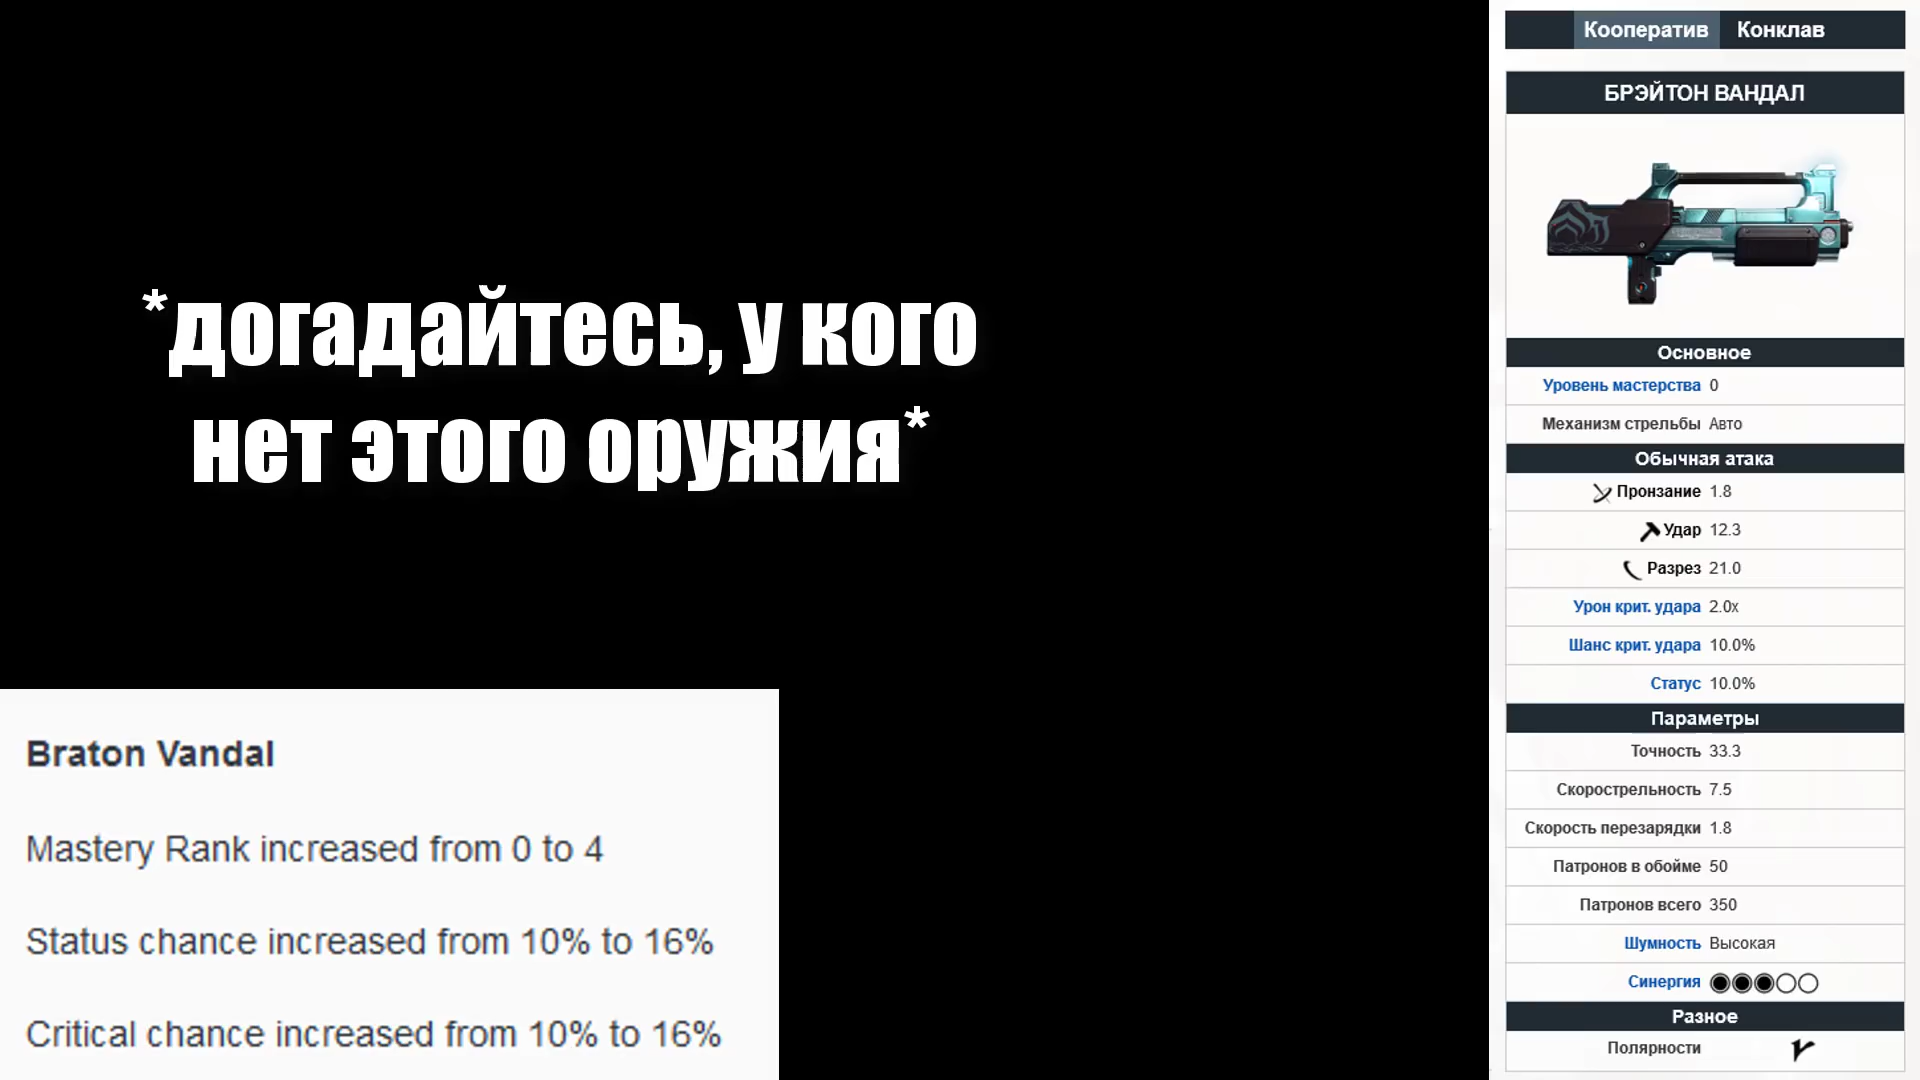 *догадайтесь, у кого
нет этого оружия*
Braton Vandal
Mastery Rank increased from 0 to 4
Status chance increased from 10% to 16%
Critical chance increased from 10% to 16%
Кооператив Конклав
БРЭЙТОН ВАНДАЛ
Основное
Уровень мастерства 0
Механизм стрельбы Авто
Обычная атака
Пронзание 1.8
Удар 12.3
Разрез 21.0
Урон крит. удара 2.0x
Шанс крит. удара 10.0%
Статус 10.0%
Параметры
Точность 33.3
Скорострельность 7.5
Скорость перезарядки 1.8
Патронов в обойме 50
Патронов всего 350
Шумность Высокая
Синергия
Разное
Полярности